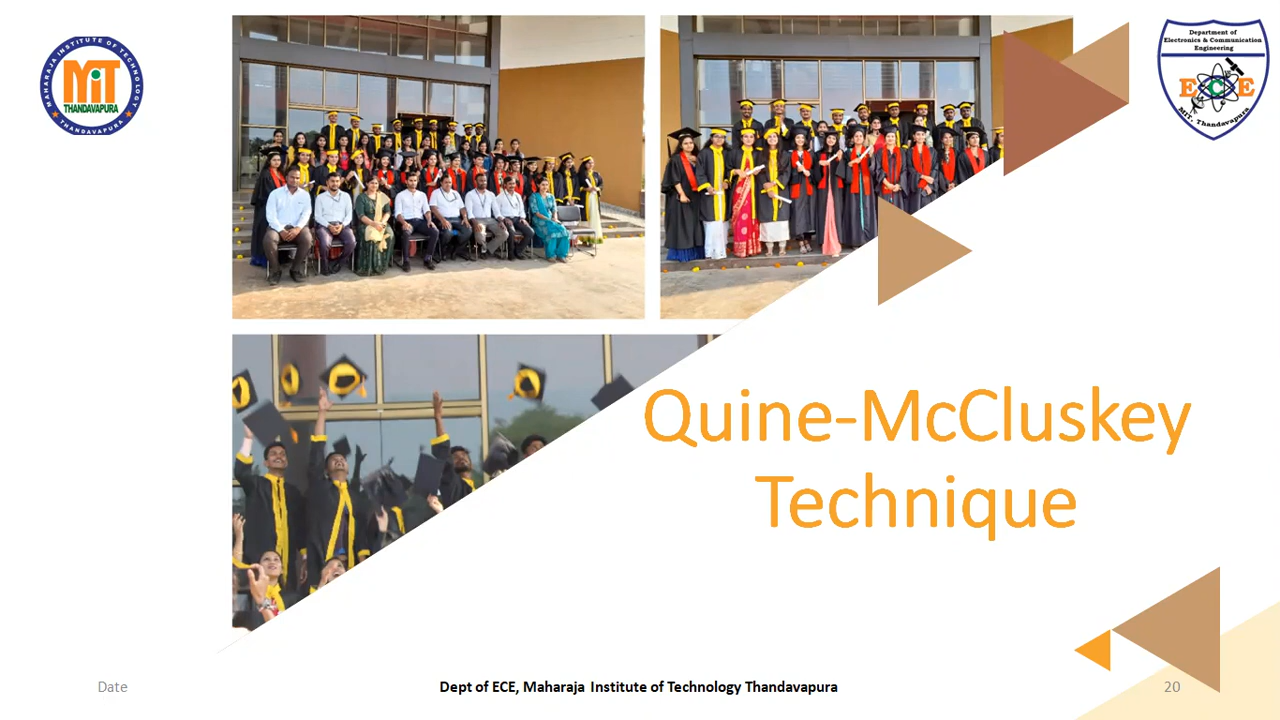 MAHARAJA INSTITUTE OF TECHNOLOGY
MiT
THANDAVAPURA
THANDAVAPURA
Department of
Electronics & Communication
Engineering
ECE
MIT, Thandavapura
Quine-McCluskey
Technique
Date
Dept of ECE, Maharaja Institute of Technology Thandavapura
20